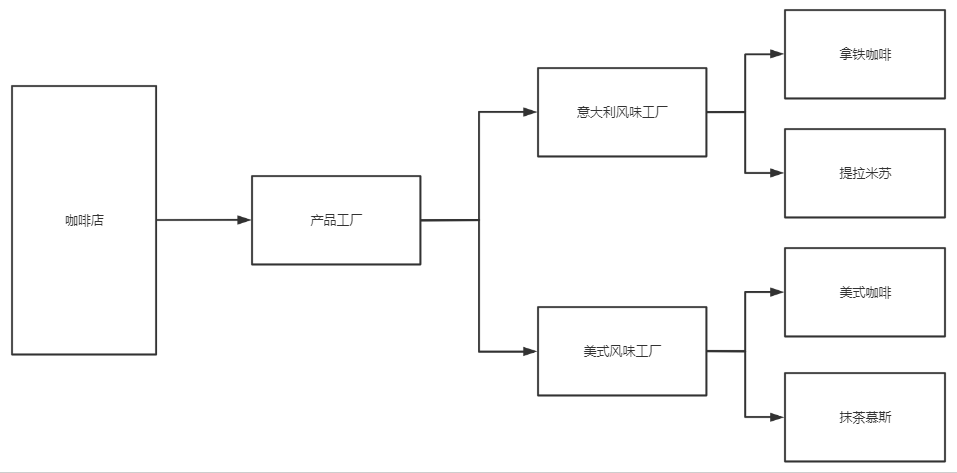 咖啡店
产品工厂
意大利风味工厂
美式风味工厂
拿铁咖啡
提拉米苏
美式咖啡
抹茶慕斯